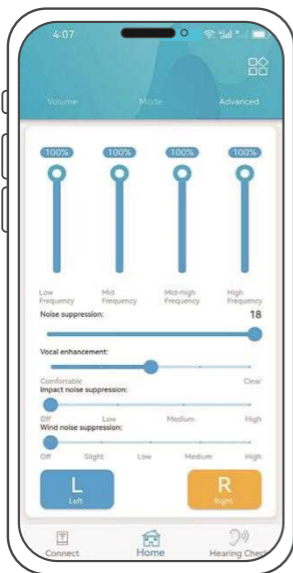 4:07
Volume Mode Advanced
100% 100% 100% 100%
Low Frequency Mid Frequency Mid-high Frequency High Frequency
Noise suppression: 18
Vocal enhancement:
Comfortable Clear
Impact noise suppression:
Off Low Medium High
Wind noise suppression:
Off Slight Low Medium High
L R
Left Right
Connect Home Hearing Check